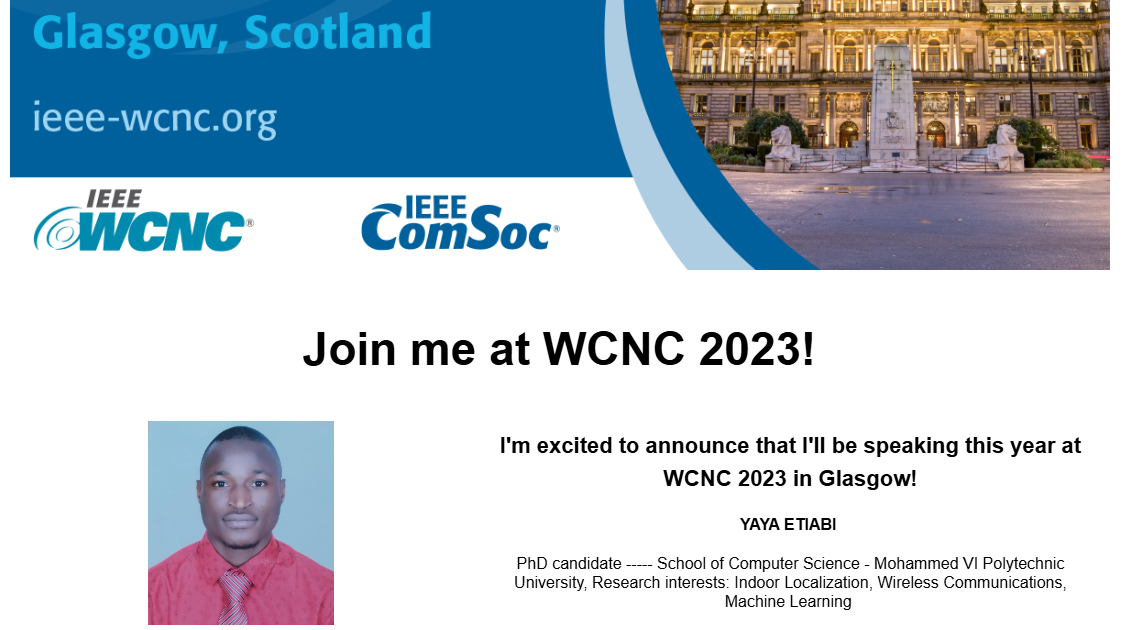 Glasgow, Scotland
ieee-wcnc.org
IEEE
WCNC®
IEEE
ComSoc®
Join me at WCNC 2023!
I'm excited to announce that I'll be speaking this year at
WCNC 2023 in Glasgow!
YAYA ETIABI
PhD candidate ----- School of Computer Science - Mohammed VI Polytechnic
University, Research interests: Indoor Localization, Wireless Communications,
Machine Learning